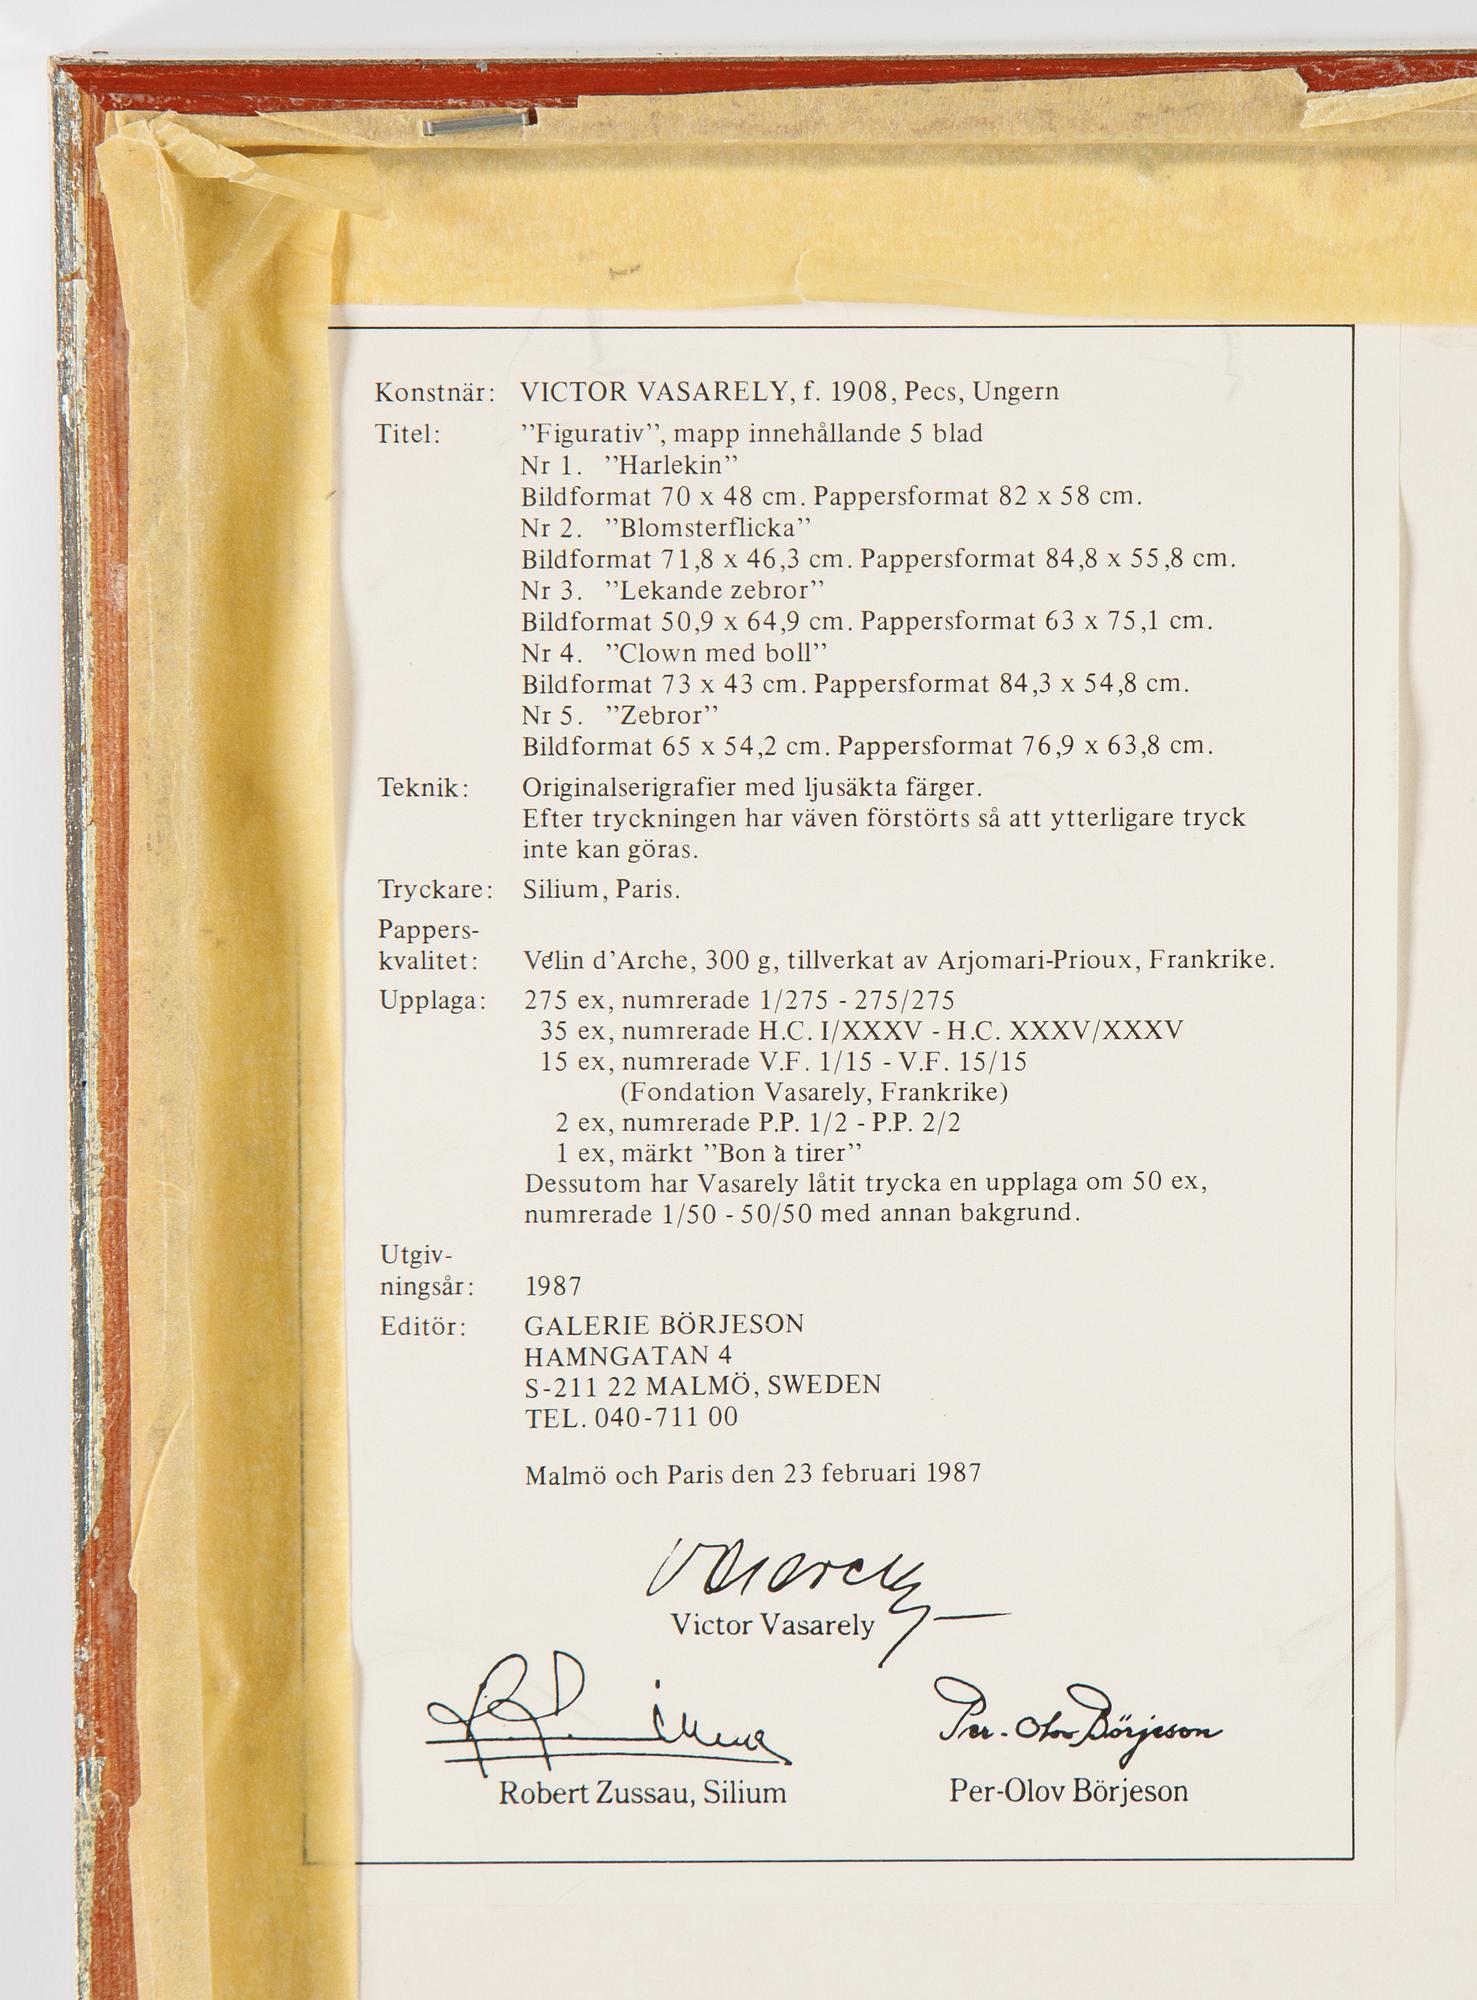 Konstnär: VICTOR VASARELY, f. 1908, Pecs, Ungern
Titel: ”Figurativ”, mapp innehållande 5 blad
Nr 1. ”Harlekin”
Bildformat 70 x 48 cm. Pappersformat 82 x 58 cm.
Nr 2. ”Blomsterflicka”
Bildformat 71,8 x 46,3 cm. Pappersformat 84,8 x 55,8 cm.
Nr 3. ”Lekande zebror”
Bildformat 50,9 x 64,9 cm. Pappersformat 63 x 75,1 cm.
Nr 4. ”Clown med boll”
Bildformat 73 x 43 cm. Pappersformat 84,3 x 54,8 cm.
Nr 5. ”Zebror”
Bildformat 65 x 54,2 cm. Pappersformat 76,9 x 63,8 cm.
Teknik: Originalserigrafier med ljusäkta färger.
Efter tryckningen har väven förstörts så att ytterligare tryck
inte kan göras.
Tryckare: Silium, Paris.
Pappers-
kvalitet: Vélin d’Arche, 300 g, tillverkat av Arjomari-Prioux, Frankrike.
Upplaga: 275 ex, numrerade 1/275 - 275/275
35 ex, numrerade H.C. I/XXXV - H.C. XXXV/XXXV
15 ex, numrerade V.F. 1/15 - V.F. 15/15
(Fondation Vasarely, Frankrike)
2 ex, numrerade P.P. 1/2 - P.P. 2/2
1 ex, märkt ”Bon à tirer”
Dessutom har Vasarely låtit trycka en upplaga om 50 ex,
numrerade 1/50 - 50/50 med annan bakgrund.
Utgiv-
ningsår: 1987
Editör: GALERIE BÖRJESON
HAMNGATAN 4
S-211 22 MALMÖ, SWEDEN
TEL. 040-711 00
Malmö och Paris den 23 februari 1987
Vasarely
Victor Vasarely
Per-Olov Börjeson
Robert Zussau, Silium Per-Olov Börjeson